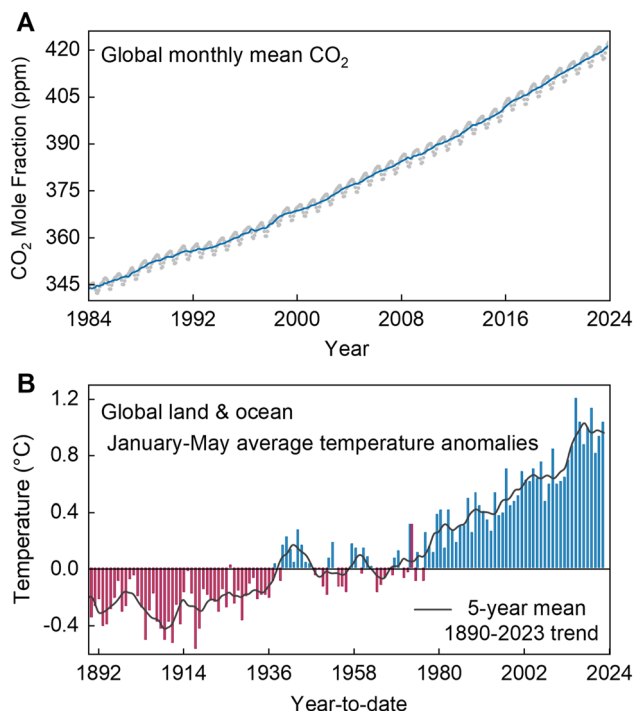 A
Global monthly mean CO₂
CO₂ Mole Fraction (ppm)
420
405
390
375
360
345
1984 1992 2000 2008 2016 2024
Year
B
Global land & ocean
January-May average temperature anomalies
Temperature (°C)
1.2
0.8
0.4
0.0
-0.4
5-year mean
1890-2023 trend
1892 1914 1936 1958 1980 2002 2024
Year-to-date